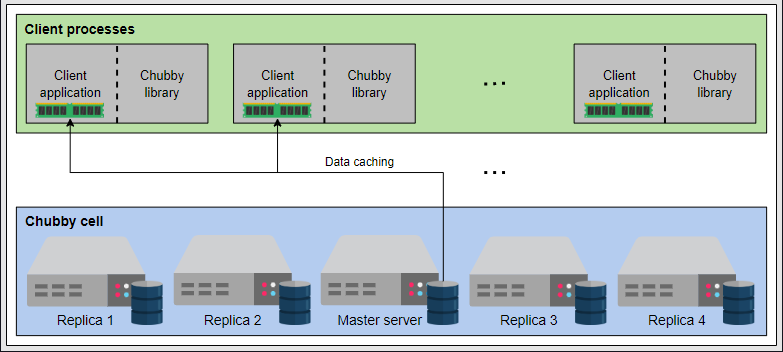 Client processes
Client
application
Chubby
library
Client
application
Chubby
library
...
Client
application
Chubby
library
Data caching
...
Chubby cell
Replica 1
Replica 2
Master server
Replica 3
Replica 4